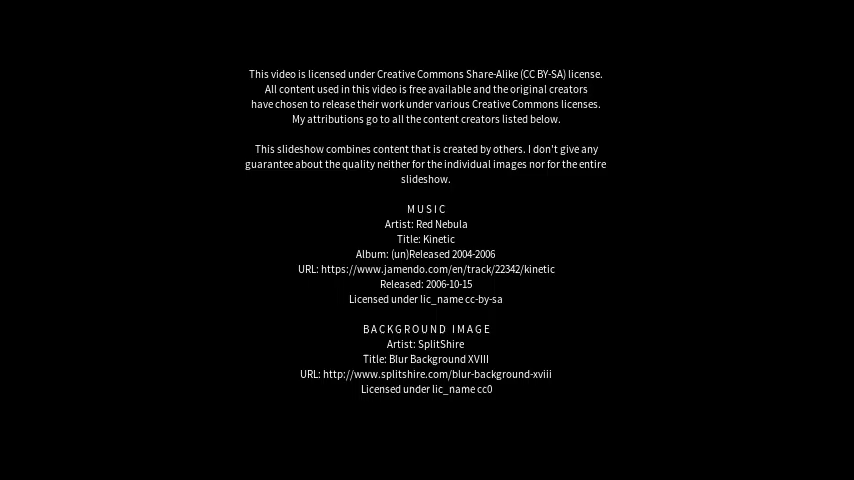 This video is licensed under Creative Commons Share-Alike (CC BY-SA) license.
All content used in this video is free available and the original creators
have chosen to release their work under various Creative Commons licenses.
My attributions go to all the content creators listed below.
This slideshow combines content that is created by others. I don't give any
guarantee about the quality neither for the individual images nor for the entire
slideshow.
MUSIC
Artist: Red Nebula
Title: Kinetic
Album: (un)Released 2004-2006
URL: https://www.jamendo.com/en/track/22342/kinetic
Released: 2006-10-15
Licensed under lic_name cc-by-sa
BACKGROUND IMAGE
Artist: SplitShire
Title: Blur Background XVIII
URL: http://www.splitshire.com/blur-background-xviii
Licensed under lic_name cc0